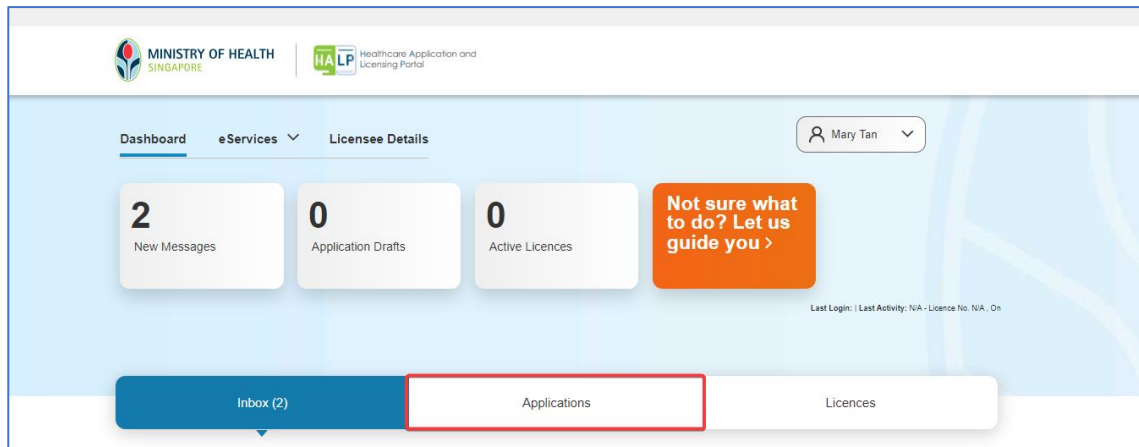 MINISTRY OF HEALTH
SINGAPORE
HALP
Healthcare Application and
Licensing Portal
Dashboard eServices Licensee Details
Mary Tan
2
New Messages
0
Application Drafts
0
Active Licences
Not sure what
to do? Let us
guide you >
Last Login: | Last Activity: N/A - Licence No. N/A , On
Inbox (2) Applications Licences